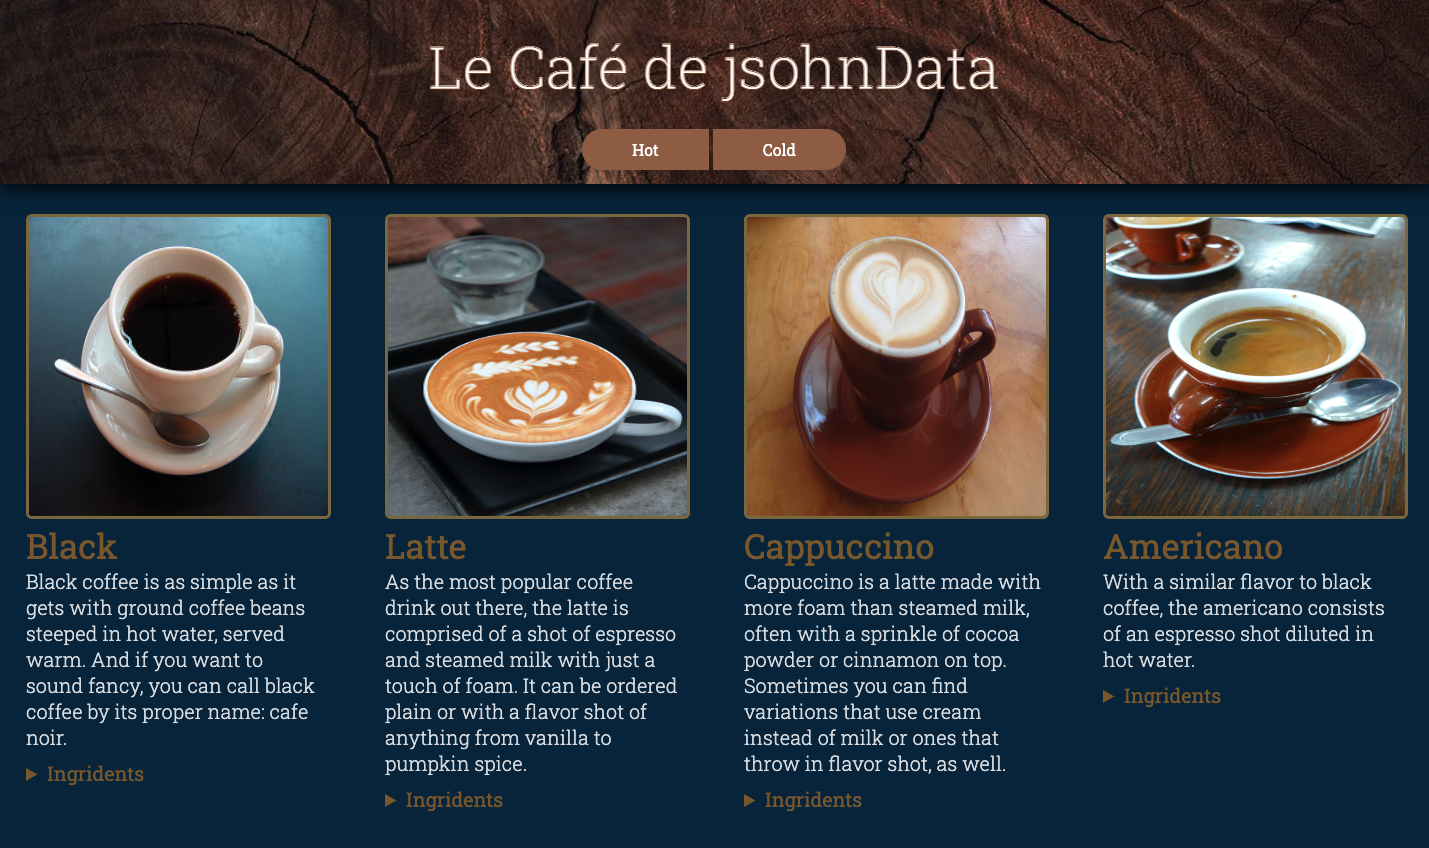 Le Café de jsohnData
Hot
Cold
Black
Black coffee is as simple as it
gets with ground coffee beans
steeped in hot water, served
warm. And if you want to
sound fancy, you can call black
coffee by its proper name: cafe
noir.
Ingridents
Latte
As the most popular coffee
drink out there, the latte is
comprised of a shot of espresso
and steamed milk with just a
touch of foam. It can be ordered
plain or with a flavor shot of
anything from vanilla to
pumpkin spice.
Ingridents
Cappuccino
Cappuccino is a latte made with
more foam than steamed milk,
often with a sprinkle of cocoa
powder or cinnamon on top.
Sometimes you can find
variations that use cream
instead of milk or ones that
throw in flavor shot, as well.
Ingridents
Americano
With a similar flavor to black
coffee, the americano consists
of an espresso shot diluted in
hot water.
Ingridents